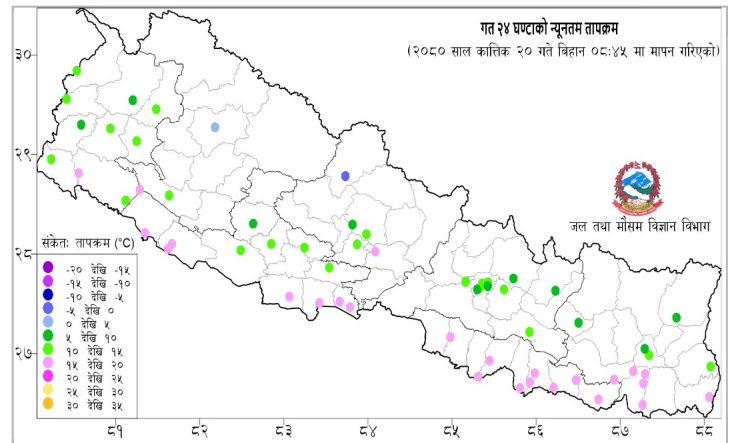 गत २४ घण्टाको न्यूनतम तापक्रम
(२०८० साल कात्तिक २० गते बिहान ०८:४५ मा मापन गरिएको)
३०
२९
२८
२७
जल तथा मौसम विज्ञान विभाग
संकेतः तापक्रम (°C)
-२० देखि -१५
-१५ देखि -१०
-१० देखि -५
-५ देखि ०
० देखि ५
५ देखि १०
१० देखि १५
१५ देखि २०
२० देखि २५
२५ देखि ३०
३० देखि ३५
८१ ८२ ८३ ८४ ८५ ८६ ८७ ८८